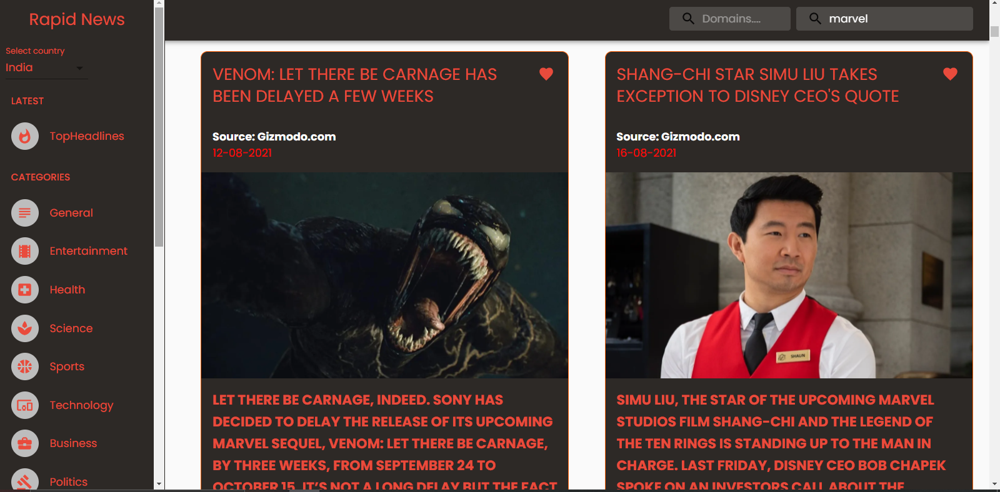 Rapid News
Select country
India
LATEST
TopHeadlines
CATEGORIES
General
Entertainment
Health
Science
Sports
Technology
Business
Politics
Domains....
marvel
VENOM: LET THERE BE CARNAGE HAS
BEEN DELAYED A FEW WEEKS
Source: Gizmodo.com
12-08-2021
LET THERE BE CARNAGE, INDEED. SONY HAS
DECIDED TO DELAY THE RELEASE OF ITS UPCOMING
MARVEL SEQUEL, VENOM: LET THERE BE CARNAGE,
BY THREE WEEKS, FROM SEPTEMBER 24 TO
OCTOBER 15. IT'S NOT A LONG DELAY BUT THE FACT
SHANG-CHI STAR SIMU LIU TAKES
EXCEPTION TO DISNEY CEO'S QUOTE
Source: Gizmodo.com
16-08-2021
SHAUN
SIMU LIU, THE STAR OF THE UPCOMING MARVEL
STUDIOS FILM SHANG-CHI AND THE LEGEND OF
THE TEN RINGS IS STANDING UP TO THE MAN IN
CHARGE. LAST FRIDAY, DISNEY CEO BOB CHAPEK
SPOKE ON AN INVESTORS CALL ABOUT THE